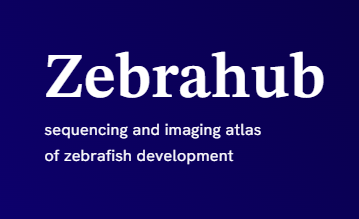 Zebrahub
sequencing and imaging atlas
of zebrafish development